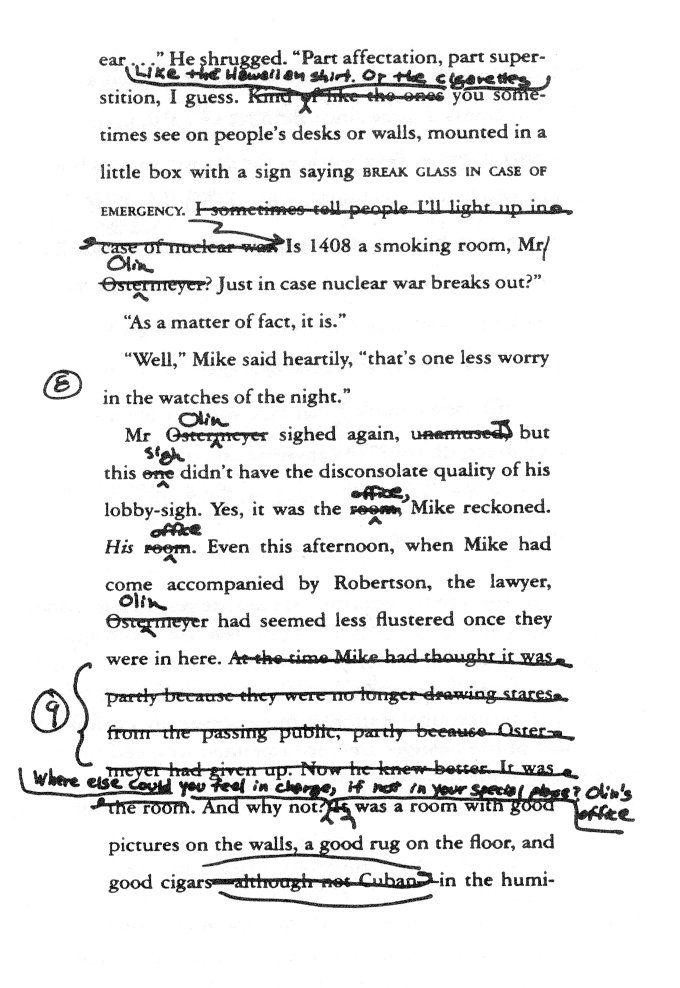 ear . . ." He shrugged. "Part affectation, part super-
Like the Hawaiian shirt. Or the cigarettes
stition, I guess. Kind of like the ones you some-
times see on people's desks or walls, mounted in a
little box with a sign saying BREAK GLASS IN CASE OF
EMERGENCY. I sometimes tell people I'll light up in
case of nuclear war. Is 1408 a smoking room, Mr
Olin
Ostermeyer? Just in case nuclear war breaks out?"
"As a matter of fact, it is."
"Well," Mike said heartily, "that's one less worry
8
in the watches of the night."
Olin
Mr Ostermeyer sighed again, unamused, but
sigh
this one didn't have the disconsolate quality of his
office,
lobby-sigh. Yes, it was the room, Mike reckoned.
office
His room. Even this afternoon, when Mike had
come accompanied by Robertson, the lawyer,
Olin
Ostermeyer had seemed less flustered once they
were in here. At the time Mike had thought it was
partly because they were no longer drawing stares
9
from the passing public, partly because Oster-
meyer had given up. Now he knew better. It was
Where else could you feel in charge, if not in your special place? Olin's
office
the room. And why not? It was a room with good
pictures on the walls, a good rug on the floor, and
good cigars—although not Cuban—in the humi-